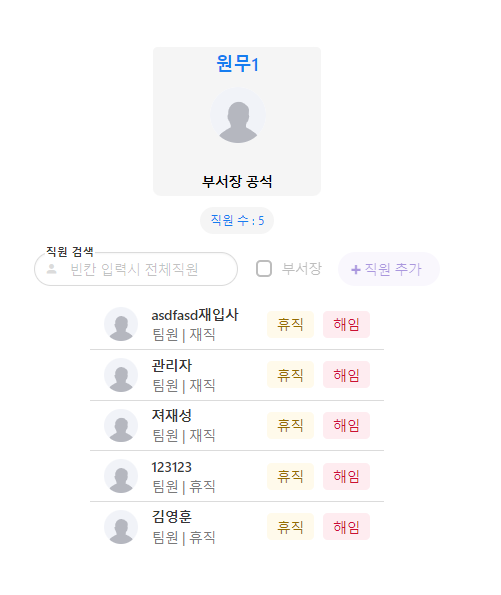 원무1
부서장 공석
직원 수 : 5
직원 검색
빈칸 입력시 전체직원
부서장
+ 직원 추가
asdfasd재입사
팀원 | 재직
휴직
해임
관리자
팀원 | 재직
휴직
해임
져재성
팀원 | 재직
휴직
해임
123123
팀원 | 휴직
휴직
해임
김영훈
팀원 | 휴직
휴직
해임